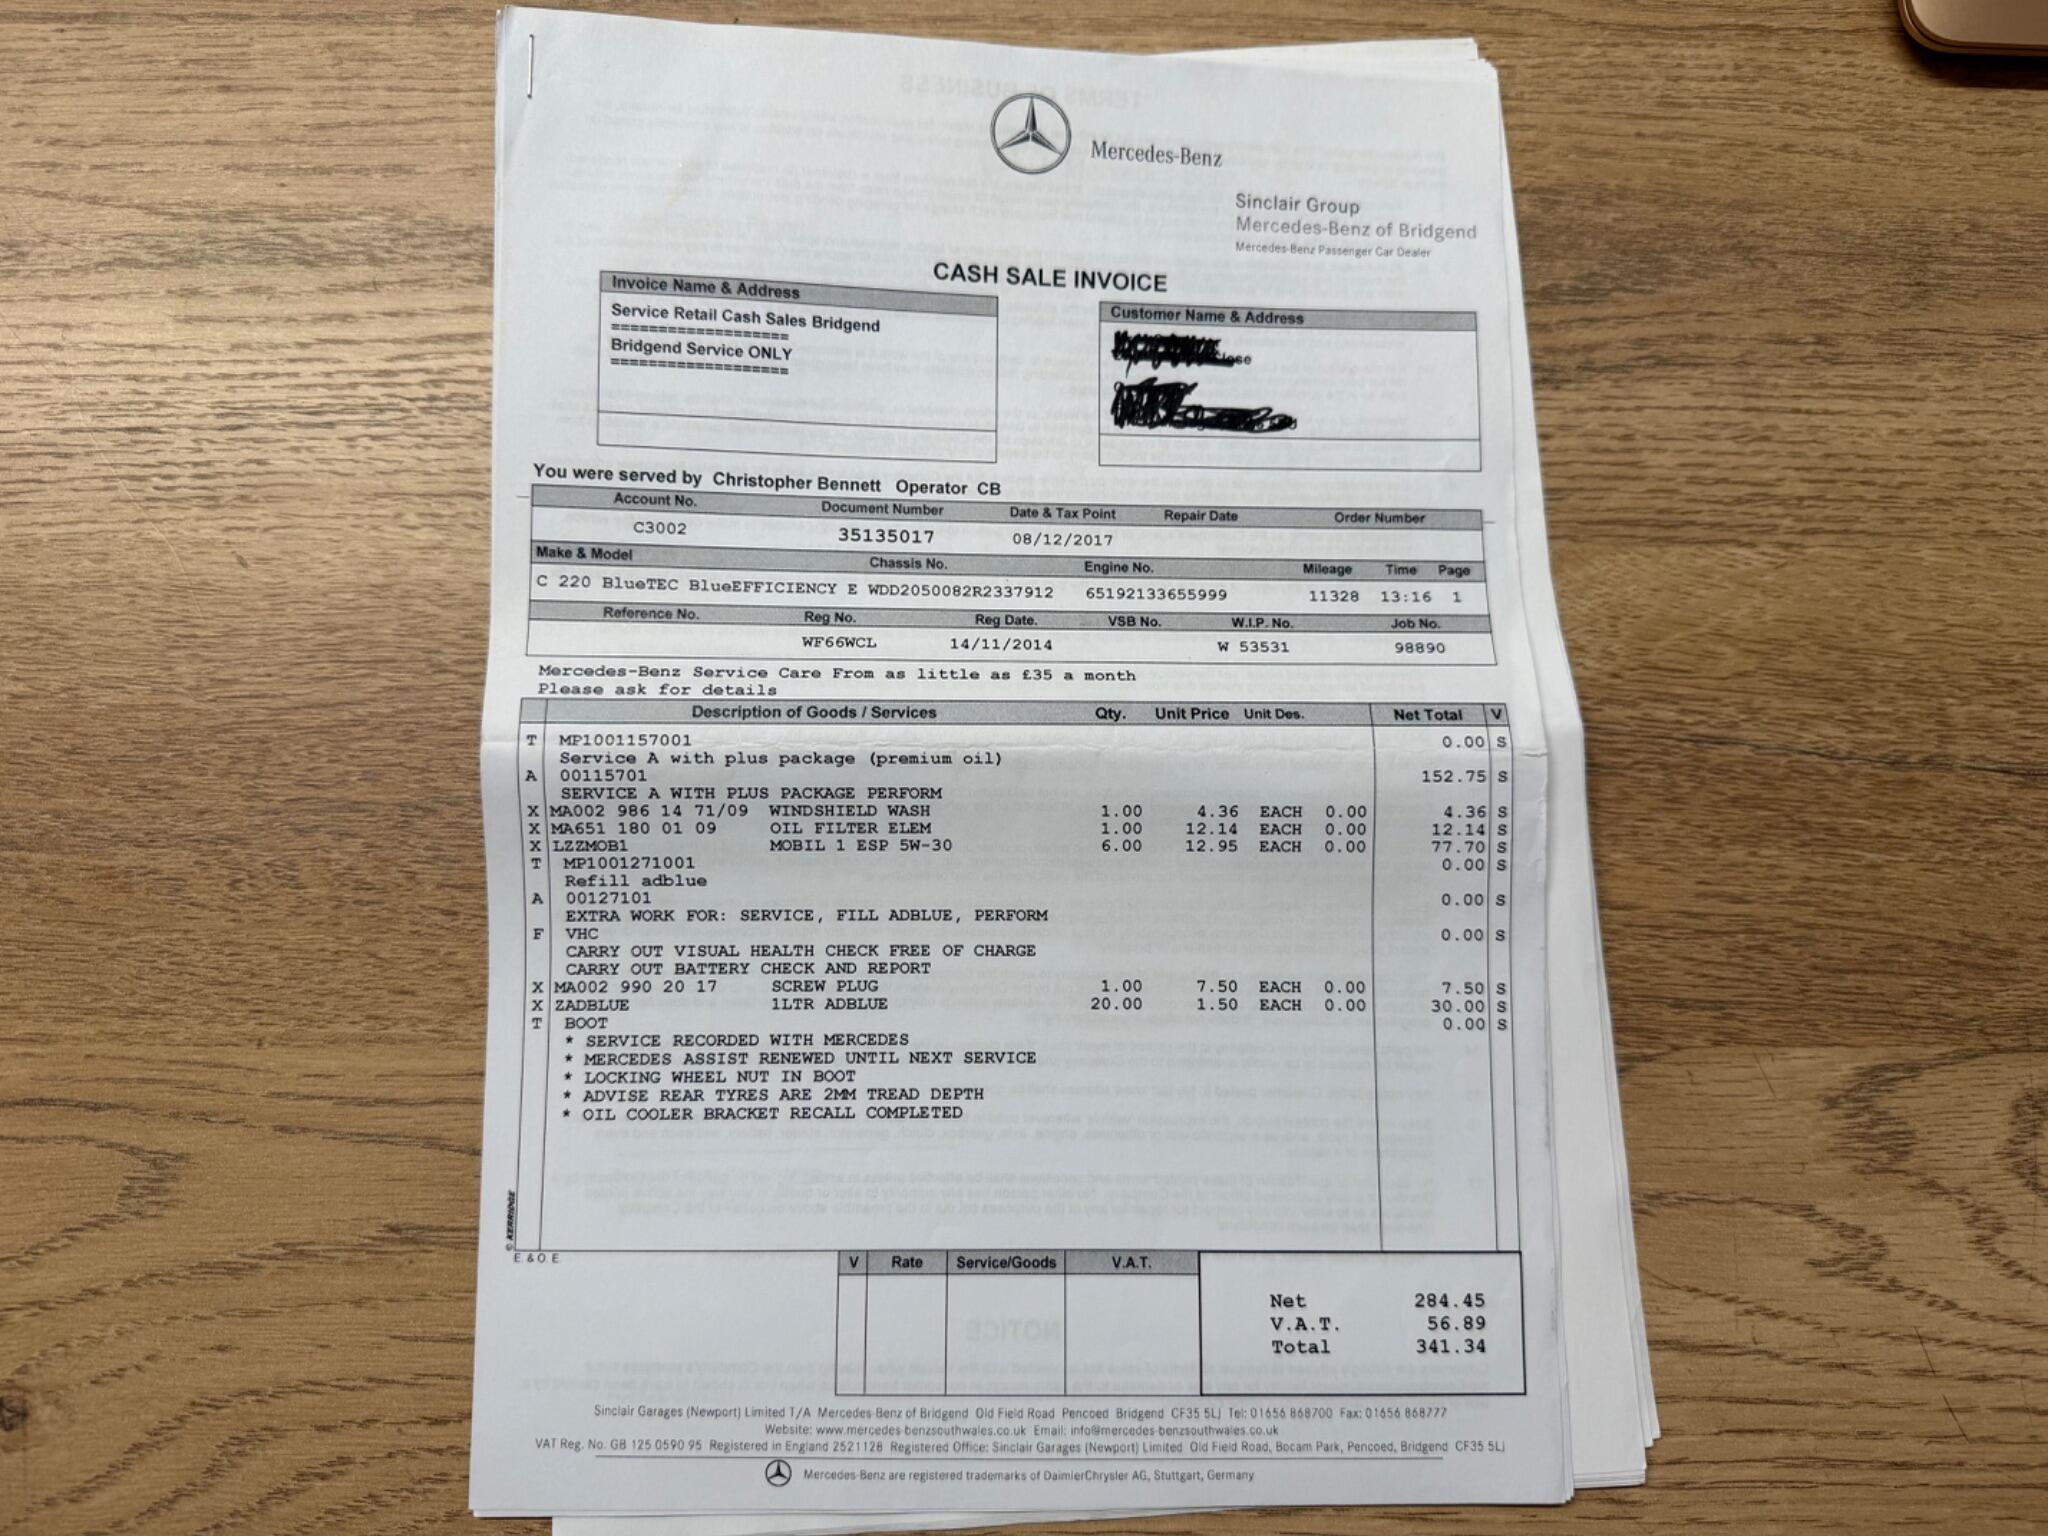 Mercedes-Benz
Sinclair Group
Mercedes-Benz of Bridgend
Mercedes-Benz Passenger Car Dealer
CASH SALE INVOICE
Invoice Name & Address
Service Retail Cash Sales Bridgend
===================
Bridgend Service ONLY
===================
Customer Name & Address
lose
You were served by Christopher Bennett Operator CB
Account No. Document Number Date & Tax Point Repair Date Order Number
C3002 35135017 08/12/2017
Make & Model Chassis No. Engine No. Mileage Time Page
C 220 BlueTEC BlueEFFICIENCY E WDD2050082R2337912 65192133655999 11328 13:16 1
Reference No. Reg No. Reg Date. VSB No. W.I.P. No. Job No.
WF66WCL 14/11/2014 W 53531 98890
Mercedes-Benz Service Care From as little as £35 a month
Please ask for details
Description of Goods / Services Qty. Unit Price Unit Des. Net Total V
T MP1001157001 0.00 S
Service A with plus package (premium oil)
A 00115701 152.75 S
SERVICE A WITH PLUS PACKAGE PERFORM
X MA002 986 14 71/09 WINDSHIELD WASH 1.00 4.36 EACH 0.00 4.36 S
X MA651 180 01 09 OIL FILTER ELEM 1.00 12.14 EACH 0.00 12.14 S
X LZZMOB1 MOBIL 1 ESP 5W-30 6.00 12.95 EACH 0.00 77.70 S
T MP1001271001 0.00 S
Refill adblue
A 00127101 0.00 S
EXTRA WORK FOR: SERVICE, FILL ADBLUE, PERFORM
F VHC 0.00 S
CARRY OUT VISUAL HEALTH CHECK FREE OF CHARGE
CARRY OUT BATTERY CHECK AND REPORT
X MA002 990 20 17 SCREW PLUG 1.00 7.50 EACH 0.00 7.50 S
X ZADBLUE 1LTR ADBLUE 20.00 1.50 EACH 0.00 30.00 S
T BOOT 0.00 S
* SERVICE RECORDED WITH MERCEDES
* MERCEDES ASSIST RENEWED UNTIL NEXT SERVICE
* LOCKING WHEEL NUT IN BOOT
* ADVISE REAR TYRES ARE 2MM TREAD DEPTH
* OIL COOLER BRACKET RECALL COMPLETED
© KERRIDGE
E & O E
V Rate Service/Goods V.A.T.
Net 284.45
V.A.T. 56.89
Total 341.34
Sinclair Garages (Newport) Limited T/A Mercedes-Benz of Bridgend Old Field Road Pencoed Bridgend CF35 5LJ Tel: 01656 868700 Fax: 01656 868777
Website: www.mercedes-benzsouthwales.co.uk Email: info@mercedes-benzsouthwales.co.uk
VAT Reg. No. GB 125 0590 95 Registered in England 2521128 Registered Office: Sinclair Garages (Newport) Limited Old Field Road, Bocam Park, Pencoed, Bridgend CF35 5LJ
Mercedes-Benz are registered trademarks of DaimlerChrysler AG, Stuttgart, Germany